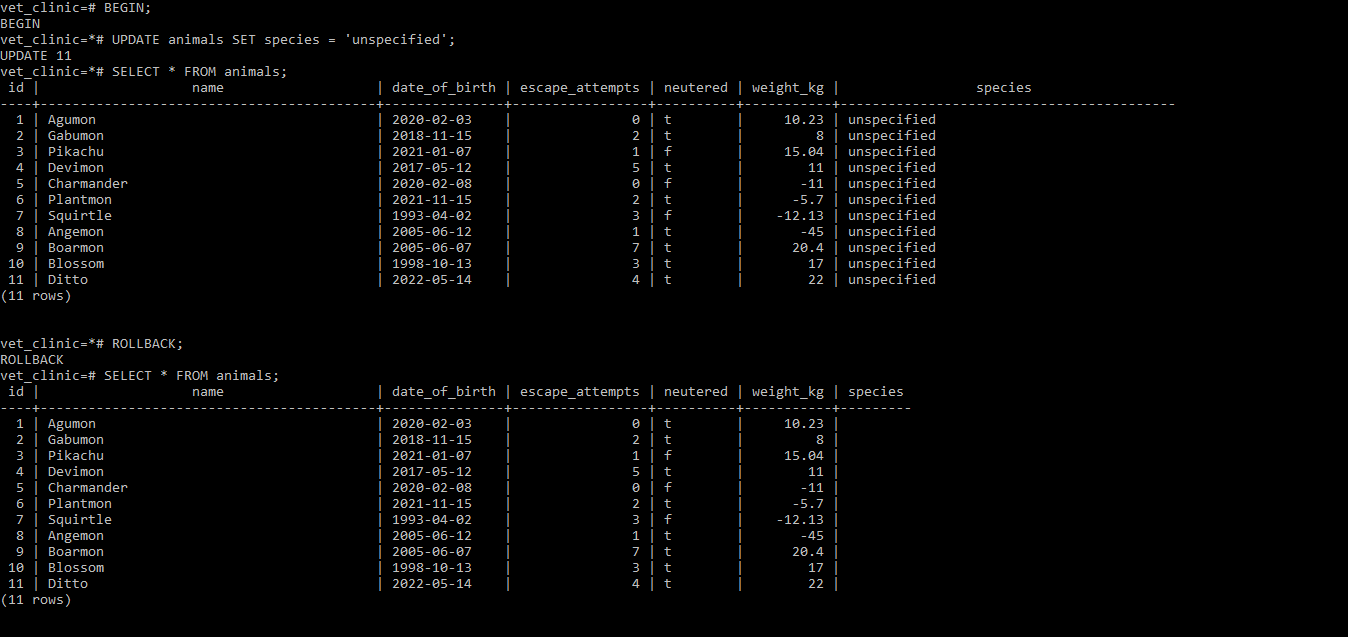 vet_clinic=# BEGIN;
BEGIN
vet_clinic=*# UPDATE animals SET species = 'unspecified';
UPDATE 11
vet_clinic=*# SELECT * FROM animals;
 id |                   name                   | date_of_birth | escape_attempts | neutered | weight_kg |                 species
----+------------------------------------------+---------------+-----------------+----------+-----------+------------------------------------------
  1 | Agumon                                   | 2020-02-03    |               0 | t        |     10.23 | unspecified
  2 | Gabumon                                  | 2018-11-15    |               2 | t        |         8 | unspecified
  3 | Pikachu                                  | 2021-01-07    |               1 | f        |     15.04 | unspecified
  4 | Devimon                                  | 2017-05-12    |               5 | t        |        11 | unspecified
  5 | Charmander                               | 2020-02-08    |               0 | f        |       -11 | unspecified
  6 | Plantmon                                 | 2021-11-15    |               2 | t        |      -5.7 | unspecified
  7 | Squirtle                                 | 1993-04-02    |               3 | f        |    -12.13 | unspecified
  8 | Angemon                                  | 2005-06-12    |               1 | t        |       -45 | unspecified
  9 | Boarmon                                  | 2005-06-07    |               7 | t        |      20.4 | unspecified
 10 | Blossom                                  | 1998-10-13    |               3 | t        |        17 | unspecified
 11 | Ditto                                    | 2022-05-14    |               4 | t        |        22 | unspecified
(11 rows)
vet_clinic=*# ROLLBACK;
ROLLBACK
vet_clinic=# SELECT * FROM animals;
 id |                   name                   | date_of_birth | escape_attempts | neutered | weight_kg | species
----+------------------------------------------+---------------+-----------------+----------+-----------+---------
  1 | Agumon                                   | 2020-02-03    |               0 | t        |     10.23 |
  2 | Gabumon                                  | 2018-11-15    |               2 | t        |         8 |
  3 | Pikachu                                  | 2021-01-07    |               1 | f        |     15.04 |
  4 | Devimon                                  | 2017-05-12    |               5 | t        |        11 |
  5 | Charmander                               | 2020-02-08    |               0 | f        |       -11 |
  6 | Plantmon                                 | 2021-11-15    |               2 | t        |      -5.7 |
  7 | Squirtle                                 | 1993-04-02    |               3 | f        |    -12.13 |
  8 | Angemon                                  | 2005-06-12    |               1 | t        |       -45 |
  9 | Boarmon                                  | 2005-06-07    |               7 | t        |      20.4 |
 10 | Blossom                                  | 1998-10-13    |               3 | t        |        17 |
 11 | Ditto                                    | 2022-05-14    |               4 | t        |        22 |
(11 rows)